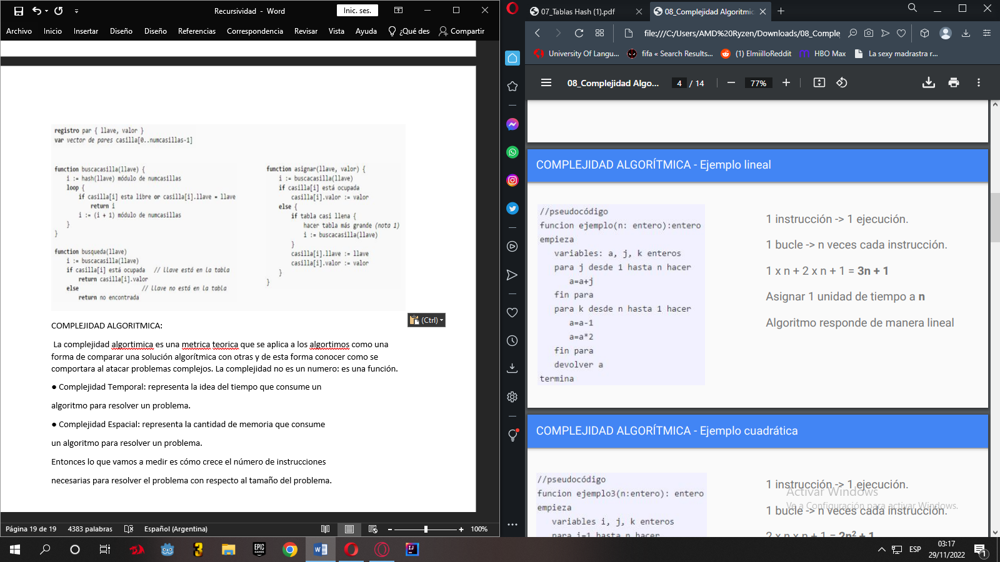 Recursividad - Word
Inic. ses.
Archivo Inicio Insertar Diseño Diseño Referencias Correspondencia Revisar Vista Ayuda ¿Qué des Compartir
registro par { llave, valor }
var vector de pares casilla[0..numcasillas-1]
function buscacasilla(llave) {
i := hash(llave) módulo de numcasillas
loop {
if casilla[i] esta libre or casilla[i].llave = llave
return i
i := (i + 1) módulo de numcasillas
}
}
function busqueda(llave)
i := buscacasilla(llave)
if casilla[i] está ocupada // llave está en la tabla
return casilla[i].valor
else // llave no está en la tabla
return no encontrada
function asignar(llave, valor) {
i := buscacasilla(llave)
if casilla[i] está ocupada
casilla[i].valor := valor
else {
if tabla casi llena {
hacer tabla más grande (nota 1)
i := buscacasilla(llave)
}
casilla[i].llave := llave
casilla[i].valor := valor
}
}
(Ctrl)
COMPLEJIDAD ALGORITMICA:
La complejidad algortimica es una metrica teorica que se aplica a los algortimos como una
forma de comparar una solución algorítmica con otras y de esta forma conocer como se
comportara al atacar problemas complejos. La complejidad no es un numero: es una función.
● Complejidad Temporal: representa la idea del tiempo que consume un
algoritmo para resolver un problema.
● Complejidad Espacial: representa la cantidad de memoria que consume
un algoritmo para resolver un problema.
Entonces lo que vamos a medir es cómo crece el número de instrucciones
necesarias para resolver el problema con respecto al tamaño del problema.
Página 19 de 19 4383 palabras Español (Argentina) 100%
07_Tablas Hash (1).pdf
08_Complejidad Algoritmic
file:///C:/Users/AMD%20Ryzen/Downloads/08_Comple
University Of Langu... fifa « Search Results... (1) ElmilloReddit HBO Max La sexy madrastra r...
08_Complejidad Algo... 4 / 14 77%
COMPLEJIDAD ALGORÍTMICA - Ejemplo lineal
//pseudocódigo
funcion ejemplo(n: entero):entero
empieza
variables: a, j, k enteros
para j desde 1 hasta n hacer
a=a+j
fin para
para k desde n hasta 1 hacer
a=a-1
a=a*2
fin para
devolver a
termina
1 instrucción -> 1 ejecución.
1 bucle -> n veces cada instrucción.
1 x n + 2 x n + 1 = 3n + 1
Asignar 1 unidad de tiempo a n
Algoritmo responde de manera lineal
COMPLEJIDAD ALGORÍTMICA - Ejemplo cuadrática
//pseudocódigo
funcion ejemplo3(n:entero): entero
empieza
variables i, j, k enteros
para i=1 hasta n hacer
1 instrucción -> 1 ejecución.
1 bucle -> n veces cada instrucción.
2 x n x n + 1 = 2n² + 1
Activar Windows
Ve a Configuración para activar Windows.
EPIC GAMES
ESP
03:17
29/11/2022
1